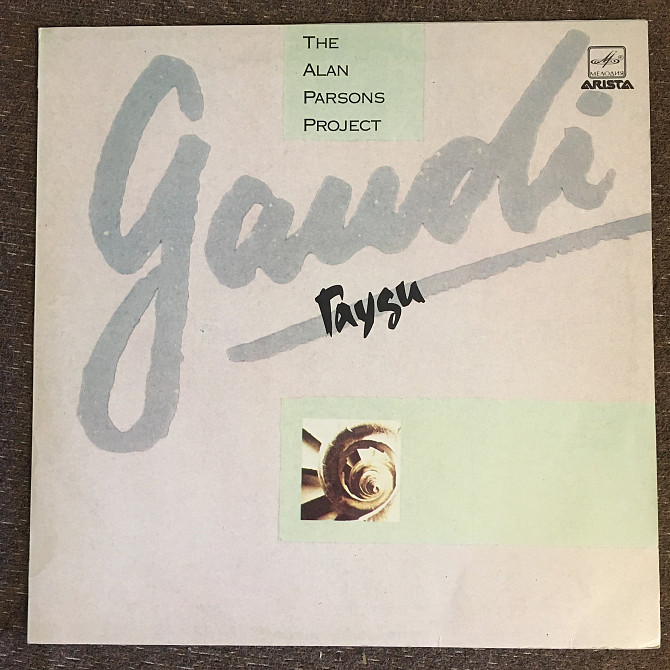 THE
ALAN
PARSONS
PROJECT
МЕЛОДИЯ
ARISTA
gaudi
Гауди